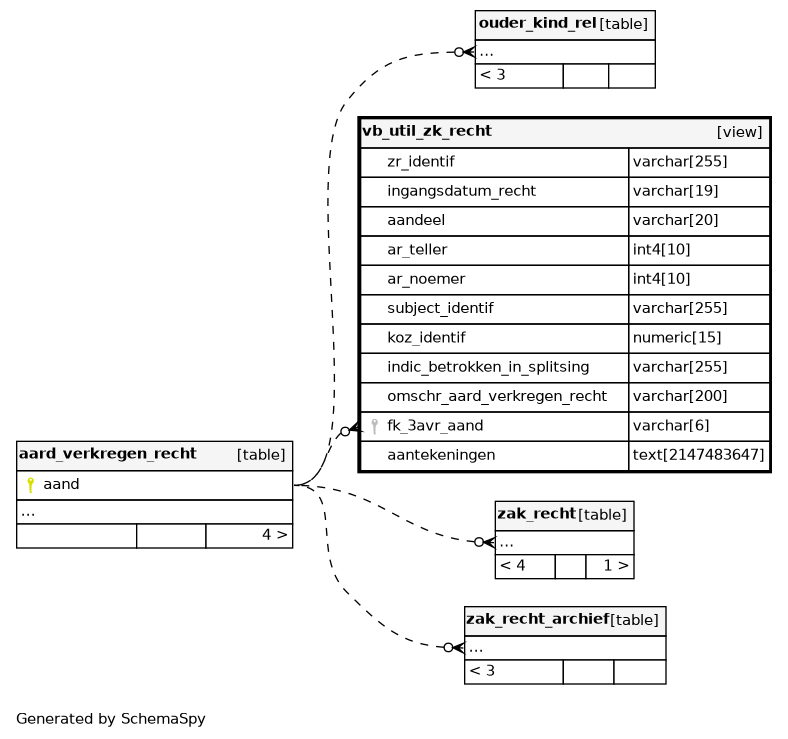 ouder_kind_rel [table]
...
< 3
vb_util_zk_recht [view]
zr_identif varchar[255]
ingangsdatum_recht varchar[19]
aandeel varchar[20]
ar_teller int4[10]
ar_noemer int4[10]
subject_identif varchar[255]
koz_identif numeric[15]
indic_betrokken_in_splitsing varchar[255]
omschr_aard_verkregen_recht varchar[200]
fk_3avr_aand varchar[6]
aantekeningen text[2147483647]
aard_verkregen_recht [table]
aand
...
4 >
zak_recht [table]
...
< 4 1 >
zak_recht_archief [table]
...
< 3
Generated by SchemaSpy